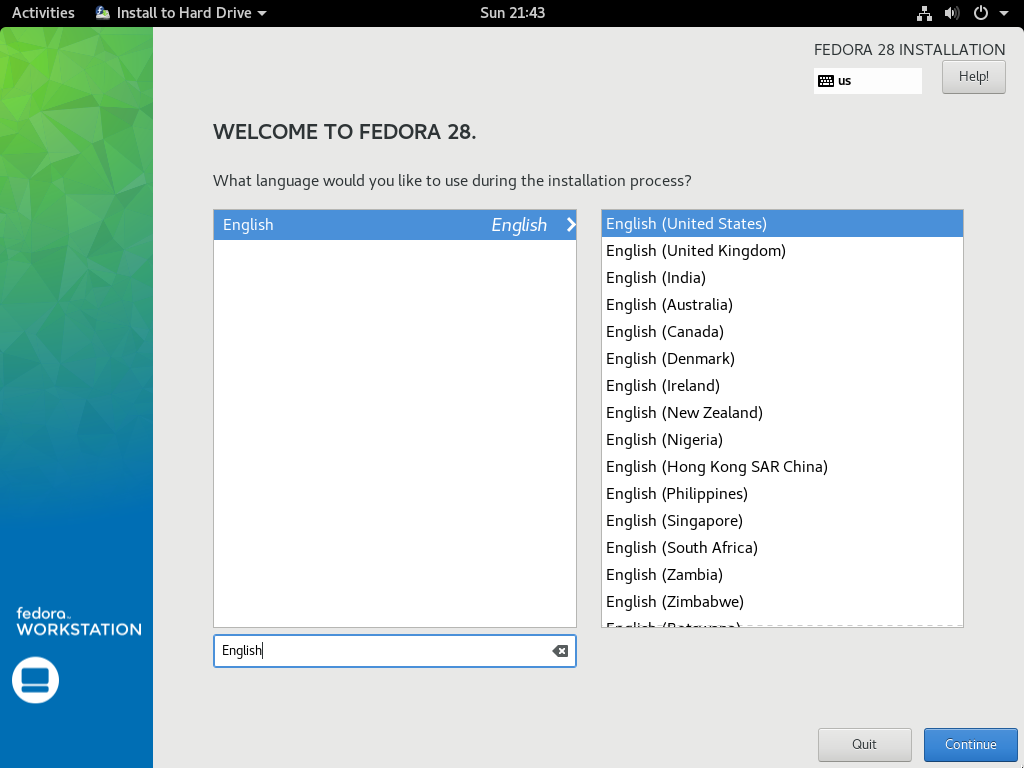 Activities Install to Hard Drive Sun 21:43
FEDORA 28 INSTALLATION
us Help!
WELCOME TO FEDORA 28.
What language would you like to use during the installation process?
English English
English (United States)
English (United Kingdom)
English (India)
English (Australia)
English (Canada)
English (Denmark)
English (Ireland)
English (New Zealand)
English (Nigeria)
English (Hong Kong SAR China)
English (Philippines)
English (Singapore)
English (South Africa)
English (Zambia)
English (Zimbabwe)
English (Botswana)
English
fedora
WORKSTATION
Quit Continue